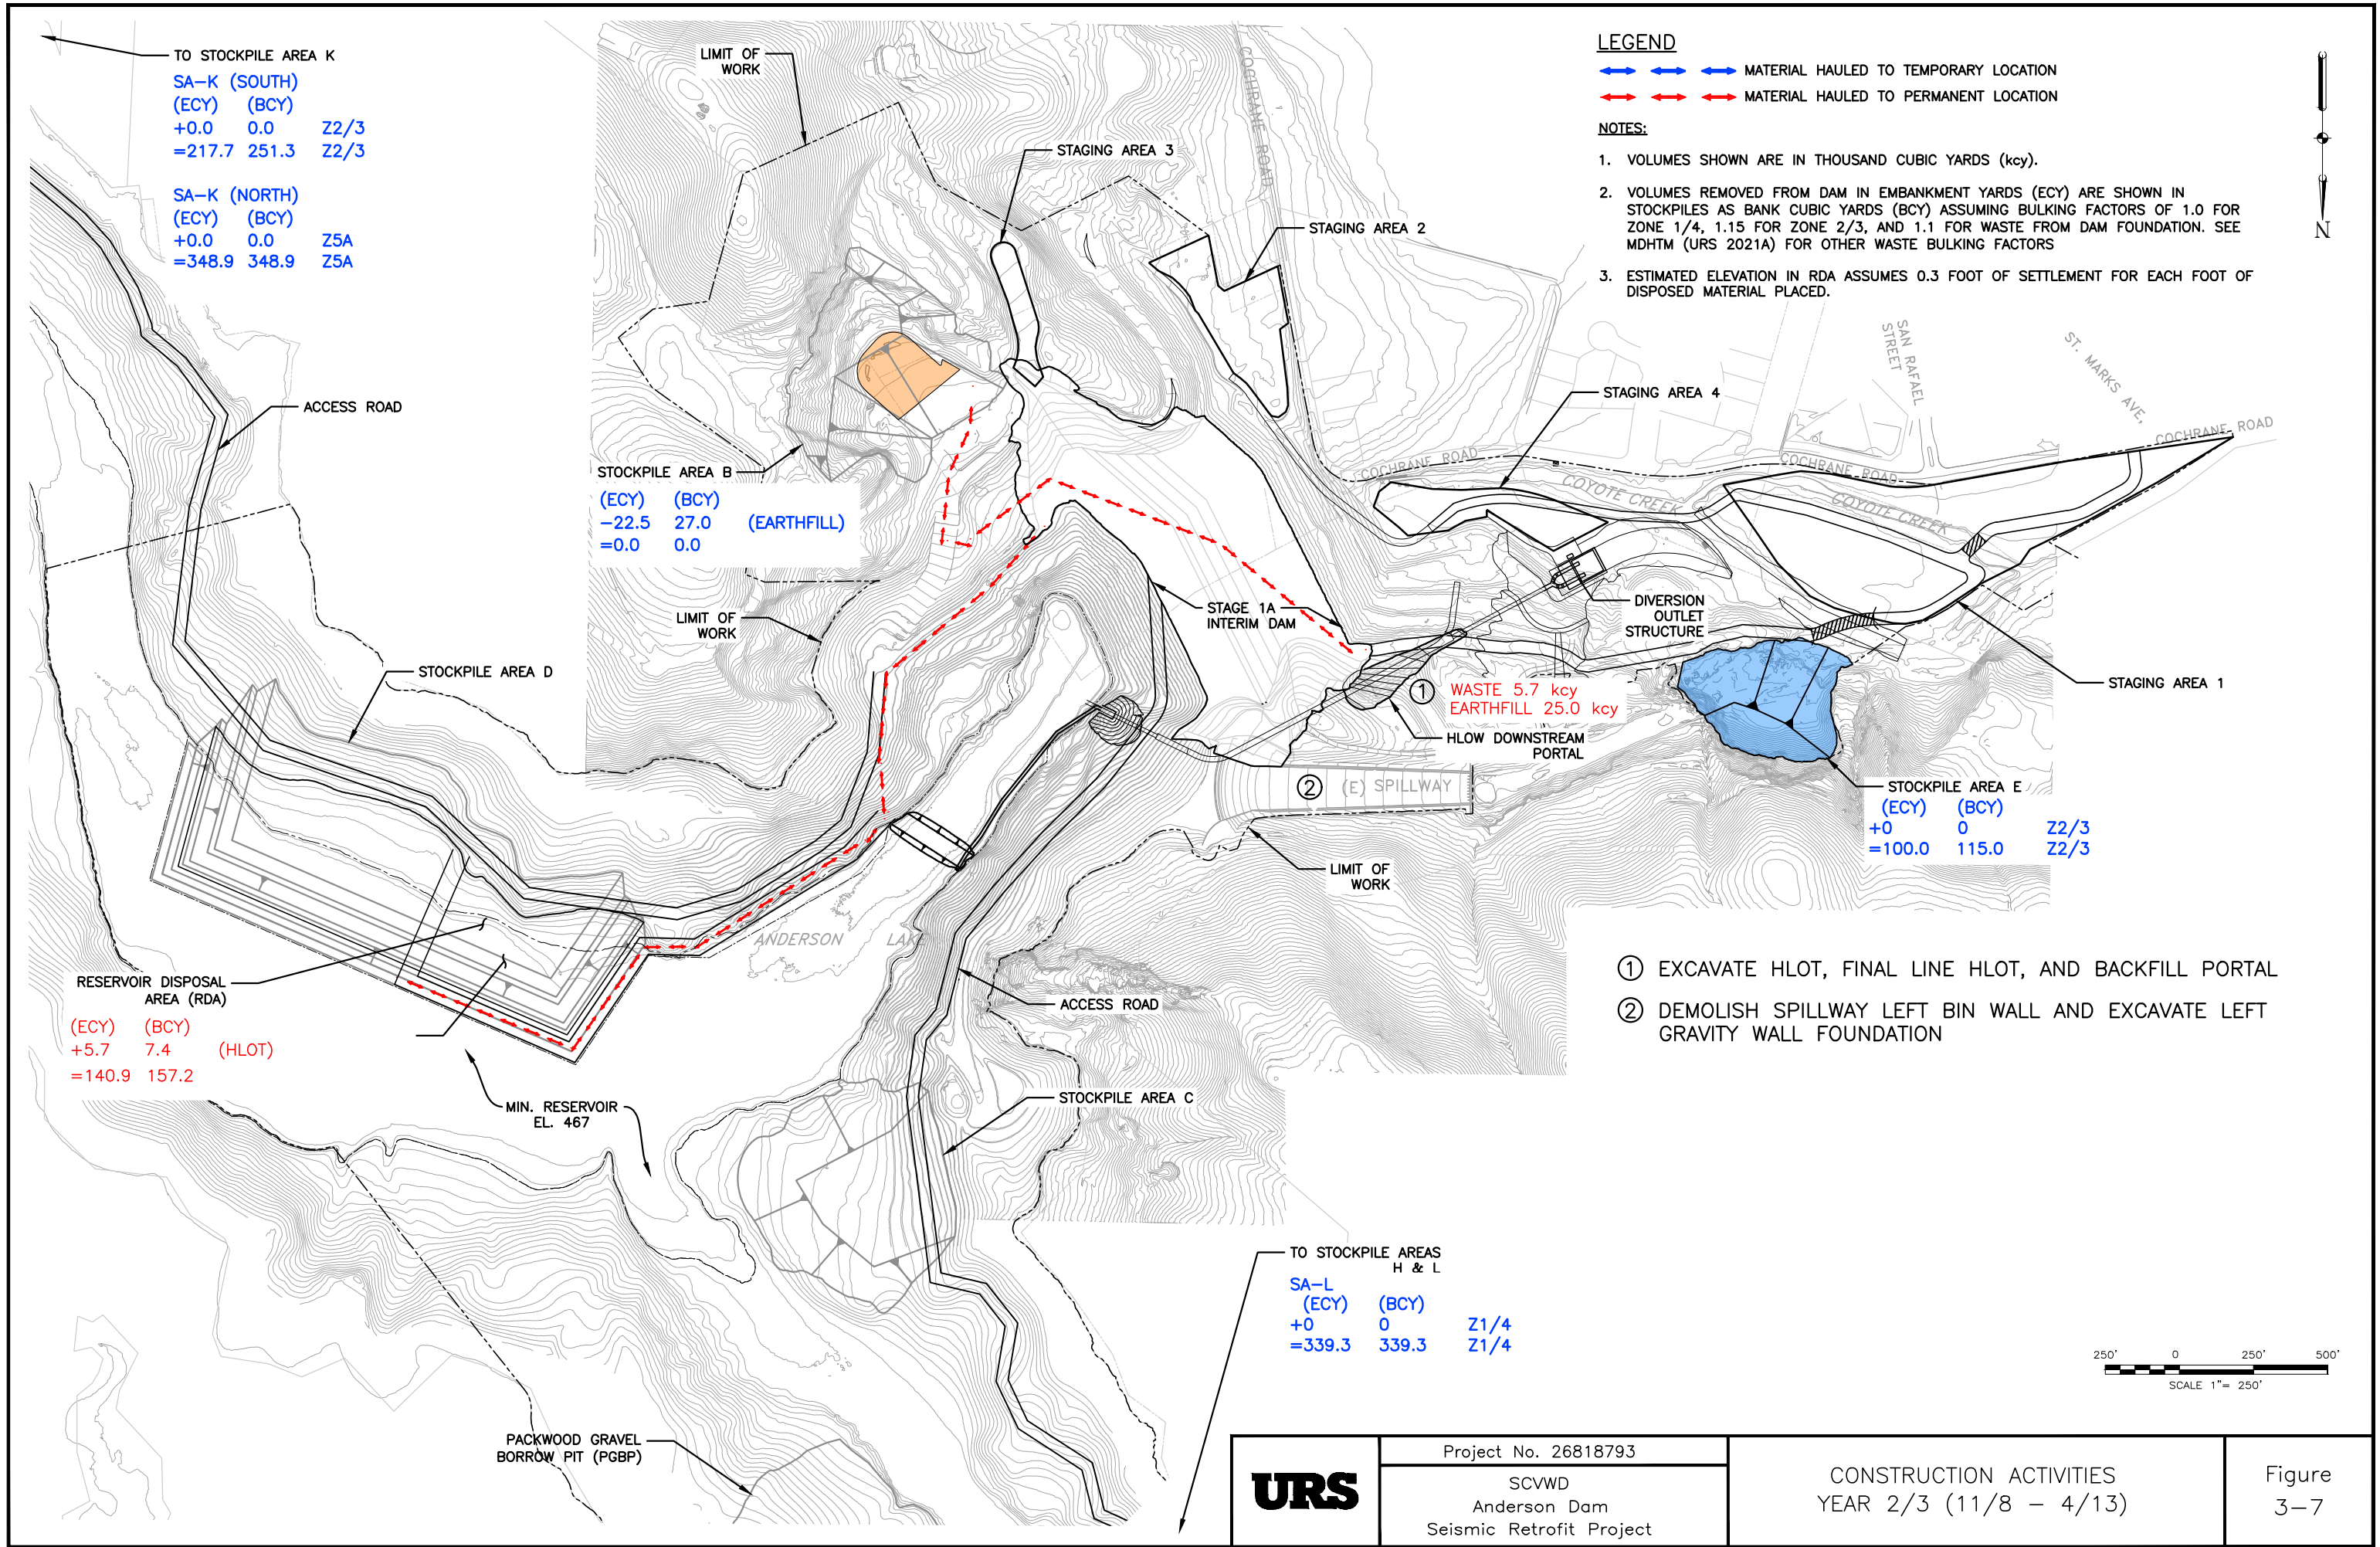 TO STOCKPILE AREA K
SA-K (SOUTH)
(ECY) (BCY)
+0.0 0.0 Z2/3
=217.7 251.3 Z2/3
SA-K (NORTH)
(ECY) (BCY)
+0.0 0.0 Z5A
=348.9 348.9 Z5A
LIMIT OF
WORK
COCHRANE ROAD
STAGING AREA 3
STAGING AREA 2
LEGEND
MATERIAL HAULED TO TEMPORARY LOCATION
MATERIAL HAULED TO PERMANENT LOCATION
NOTES:
1. VOLUMES SHOWN ARE IN THOUSAND CUBIC YARDS (kcy).
2. VOLUMES REMOVED FROM DAM IN EMBANKMENT YARDS (ECY) ARE SHOWN IN
STOCKPILES AS BANK CUBIC YARDS (BCY) ASSUMING BULKING FACTORS OF 1.0 FOR
ZONE 1/4, 1.15 FOR ZONE 2/3, AND 1.1 FOR WASTE FROM DAM FOUNDATION. SEE
MDHTM (URS 2021A) FOR OTHER WASTE BULKING FACTORS
3. ESTIMATED ELEVATION IN RDA ASSUMES 0.3 FOOT OF SETTLEMENT FOR EACH FOOT OF
DISPOSED MATERIAL PLACED.
N
SAN RAFAEL
STREET
ST. MARKS AVE,
COCHRANE ROAD
STAGING AREA 4
ACCESS ROAD
COCHRANE ROAD
COCHRANE ROAD
COYOTE CREEK
COYOTE CREEK
STOCKPILE AREA B
(ECY) (BCY)
-22.5 27.0 (EARTHFILL)
=0.0 0.0
LIMIT OF
WORK
STAGE 1A
INTERIM DAM
DIVERSION
OUTLET
STRUCTURE
STOCKPILE AREA D
STAGING AREA 1
1
WASTE 5.7 kcy
EARTHFILL 25.0 kcy
HLOW DOWNSTREAM
PORTAL
2
(E) SPILLWAY
STOCKPILE AREA E
(ECY) (BCY)
+0 0 Z2/3
=100.0 115.0 Z2/3
LIMIT OF
WORK
ANDERSON LAKE
RESERVOIR DISPOSAL
AREA (RDA)
(ECY) (BCY)
+5.7 7.4 (HLOT)
=140.9 157.2
ACCESS ROAD
1 EXCAVATE HLOT, FINAL LINE HLOT, AND BACKFILL PORTAL
2 DEMOLISH SPILLWAY LEFT BIN WALL AND EXCAVATE LEFT
GRAVITY WALL FOUNDATION
MIN. RESERVOIR
EL. 467
STOCKPILE AREA C
TO STOCKPILE AREAS
H & L
SA-L
(ECY) (BCY)
+0 0 Z1/4
=339.3 339.3 Z1/4
PACKWOOD GRAVEL
BORROW PIT (PGBP)
250' 0 250' 500'
SCALE 1"= 250'
URS
Project No. 26818793
SCVWD
Anderson Dam
Seismic Retrofit Project
CONSTRUCTION ACTIVITIES
YEAR 2/3 (11/8 - 4/13)
Figure
3-7